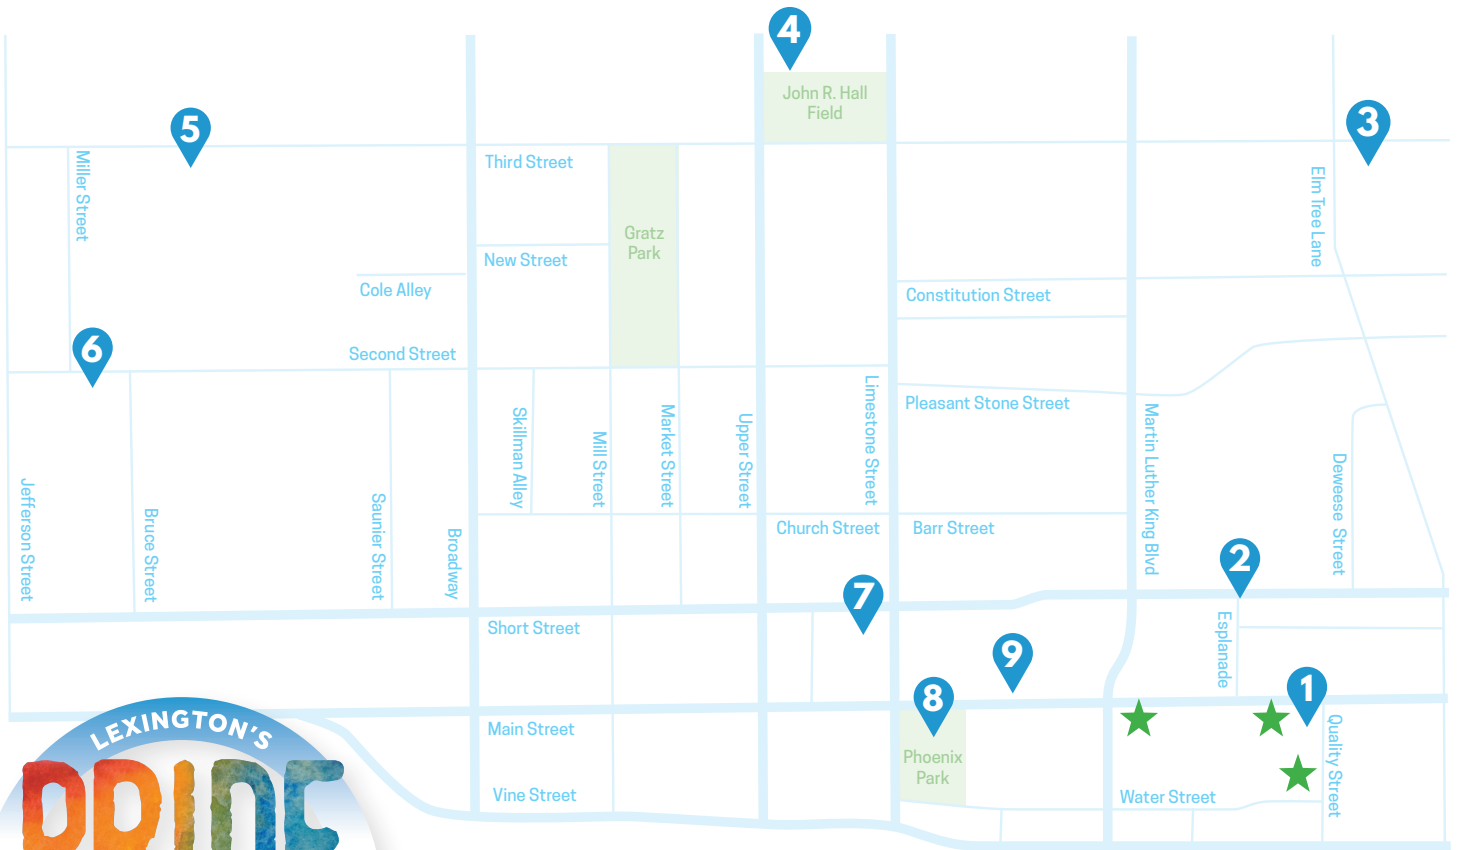 4
John R. Hall
Field
5
3
Miller Street
Third Street
Elm Tree Lane
Gratz
Park
New Street
Cole Alley
Constitution Street
6
Second Street
Limestone Street
Pleasant Stone Street
Skillman Alley
Mill Street
Market Street
Upper Street
Martin Luther King Blvd
Deweese Street
Jefferson Street
Bruce Street
Saunier Street
Broadway
Church Street
Barr Street
2
7
Short Street
Esplanade
9
1
8
Main Street
Phoenix
Park
Quality Street
Vine Street
Water Street
LEXINGTON'S
PRIDE